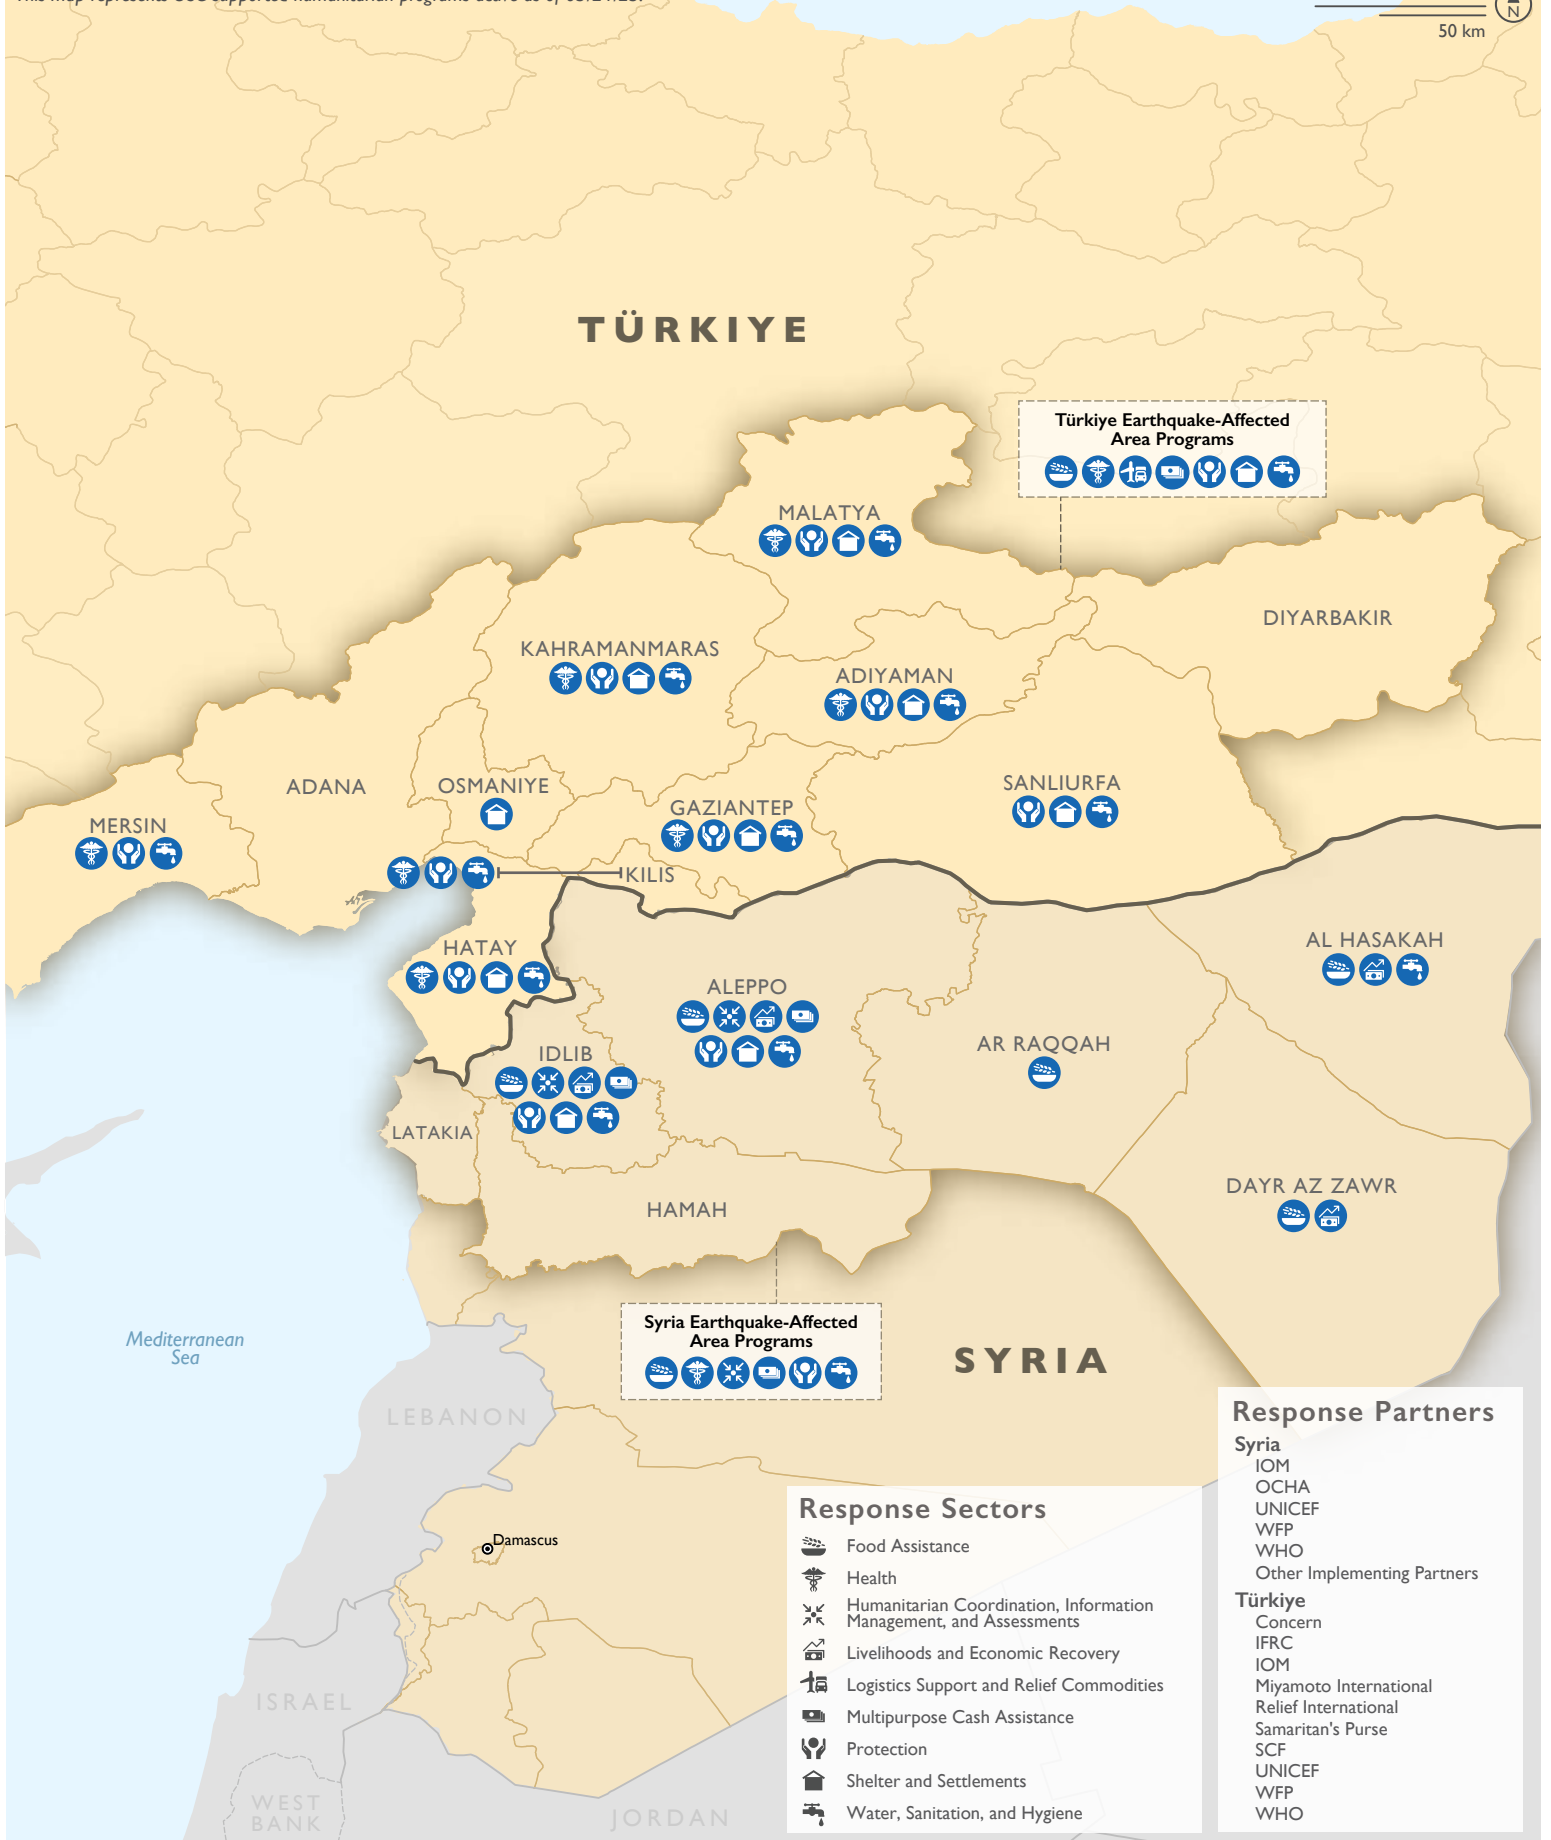 50 km
N
TÜRKIYE
Türkiye Earthquake-Affected
Area Programs
MALATYA
DIYARBAKIR
KAHRAMANMARAS
ADIYAMAN
SANLIURFA
ADANA
OSMANIYE
GAZIANTEP
MERSIN
KILIS
HATAY
AL HASAKAH
ALEPPO
AR RAQQAH
IDLIB
LATAKIA
DAYR AZ ZAWR
HAMAH
Syria Earthquake-Affected
Area Programs
Mediterranean
Sea
SYRIA
LEBANON
Damascus
ISRAEL
WEST
BANK
JORDAN
Response Sectors
Food Assistance
Health
Humanitarian Coordination, Information
Management, and Assessments
Livelihoods and Economic Recovery
Logistics Support and Relief Commodities
Multipurpose Cash Assistance
Protection
Shelter and Settlements
Water, Sanitation, and Hygiene
Response Partners
Syria
IOM
OCHA
UNICEF
WFP
WHO
Other Implementing Partners
Türkiye
Concern
IFRC
IOM
Miyamoto International
Relief International
Samaritan's Purse
SCF
UNICEF
WFP
WHO